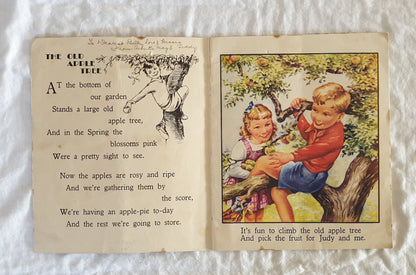 To
THE OLD
APPLE
TREE
AT the bottom of
our garden
Stands a large old
apple tree,
And in the Spring the
blossoms pink
Were a pretty sight to see.
Now the apples are rosy and ripe
And we're gathering them by
the score,
We're having an apple-pie to-day
And the rest we're going to store.
It's fun to climb the old apple tree
And pick the fruit for Judy and me.